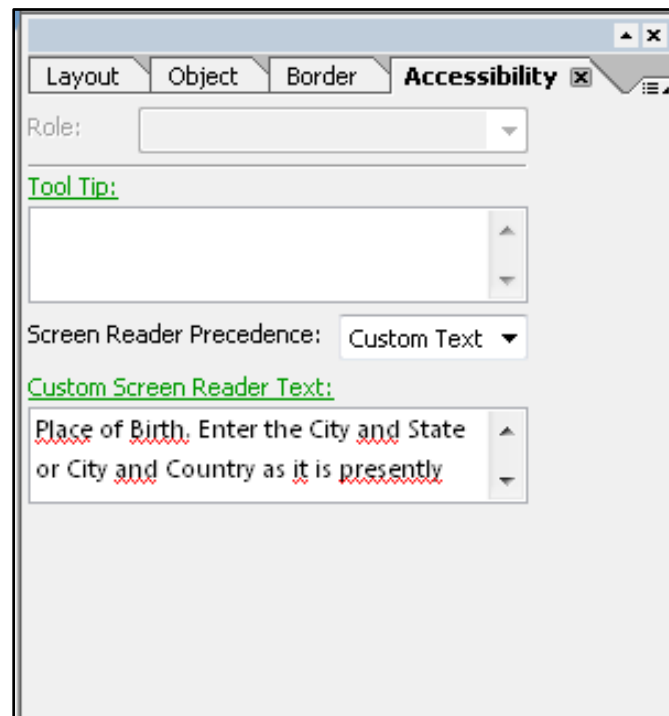 Layout Object Border Accessibility
Role:
Tool Tip:
Screen Reader Precedence: Custom Text
Custom Screen Reader Text:
Place of Birth. Enter the City and State
or City and Country as it is presently